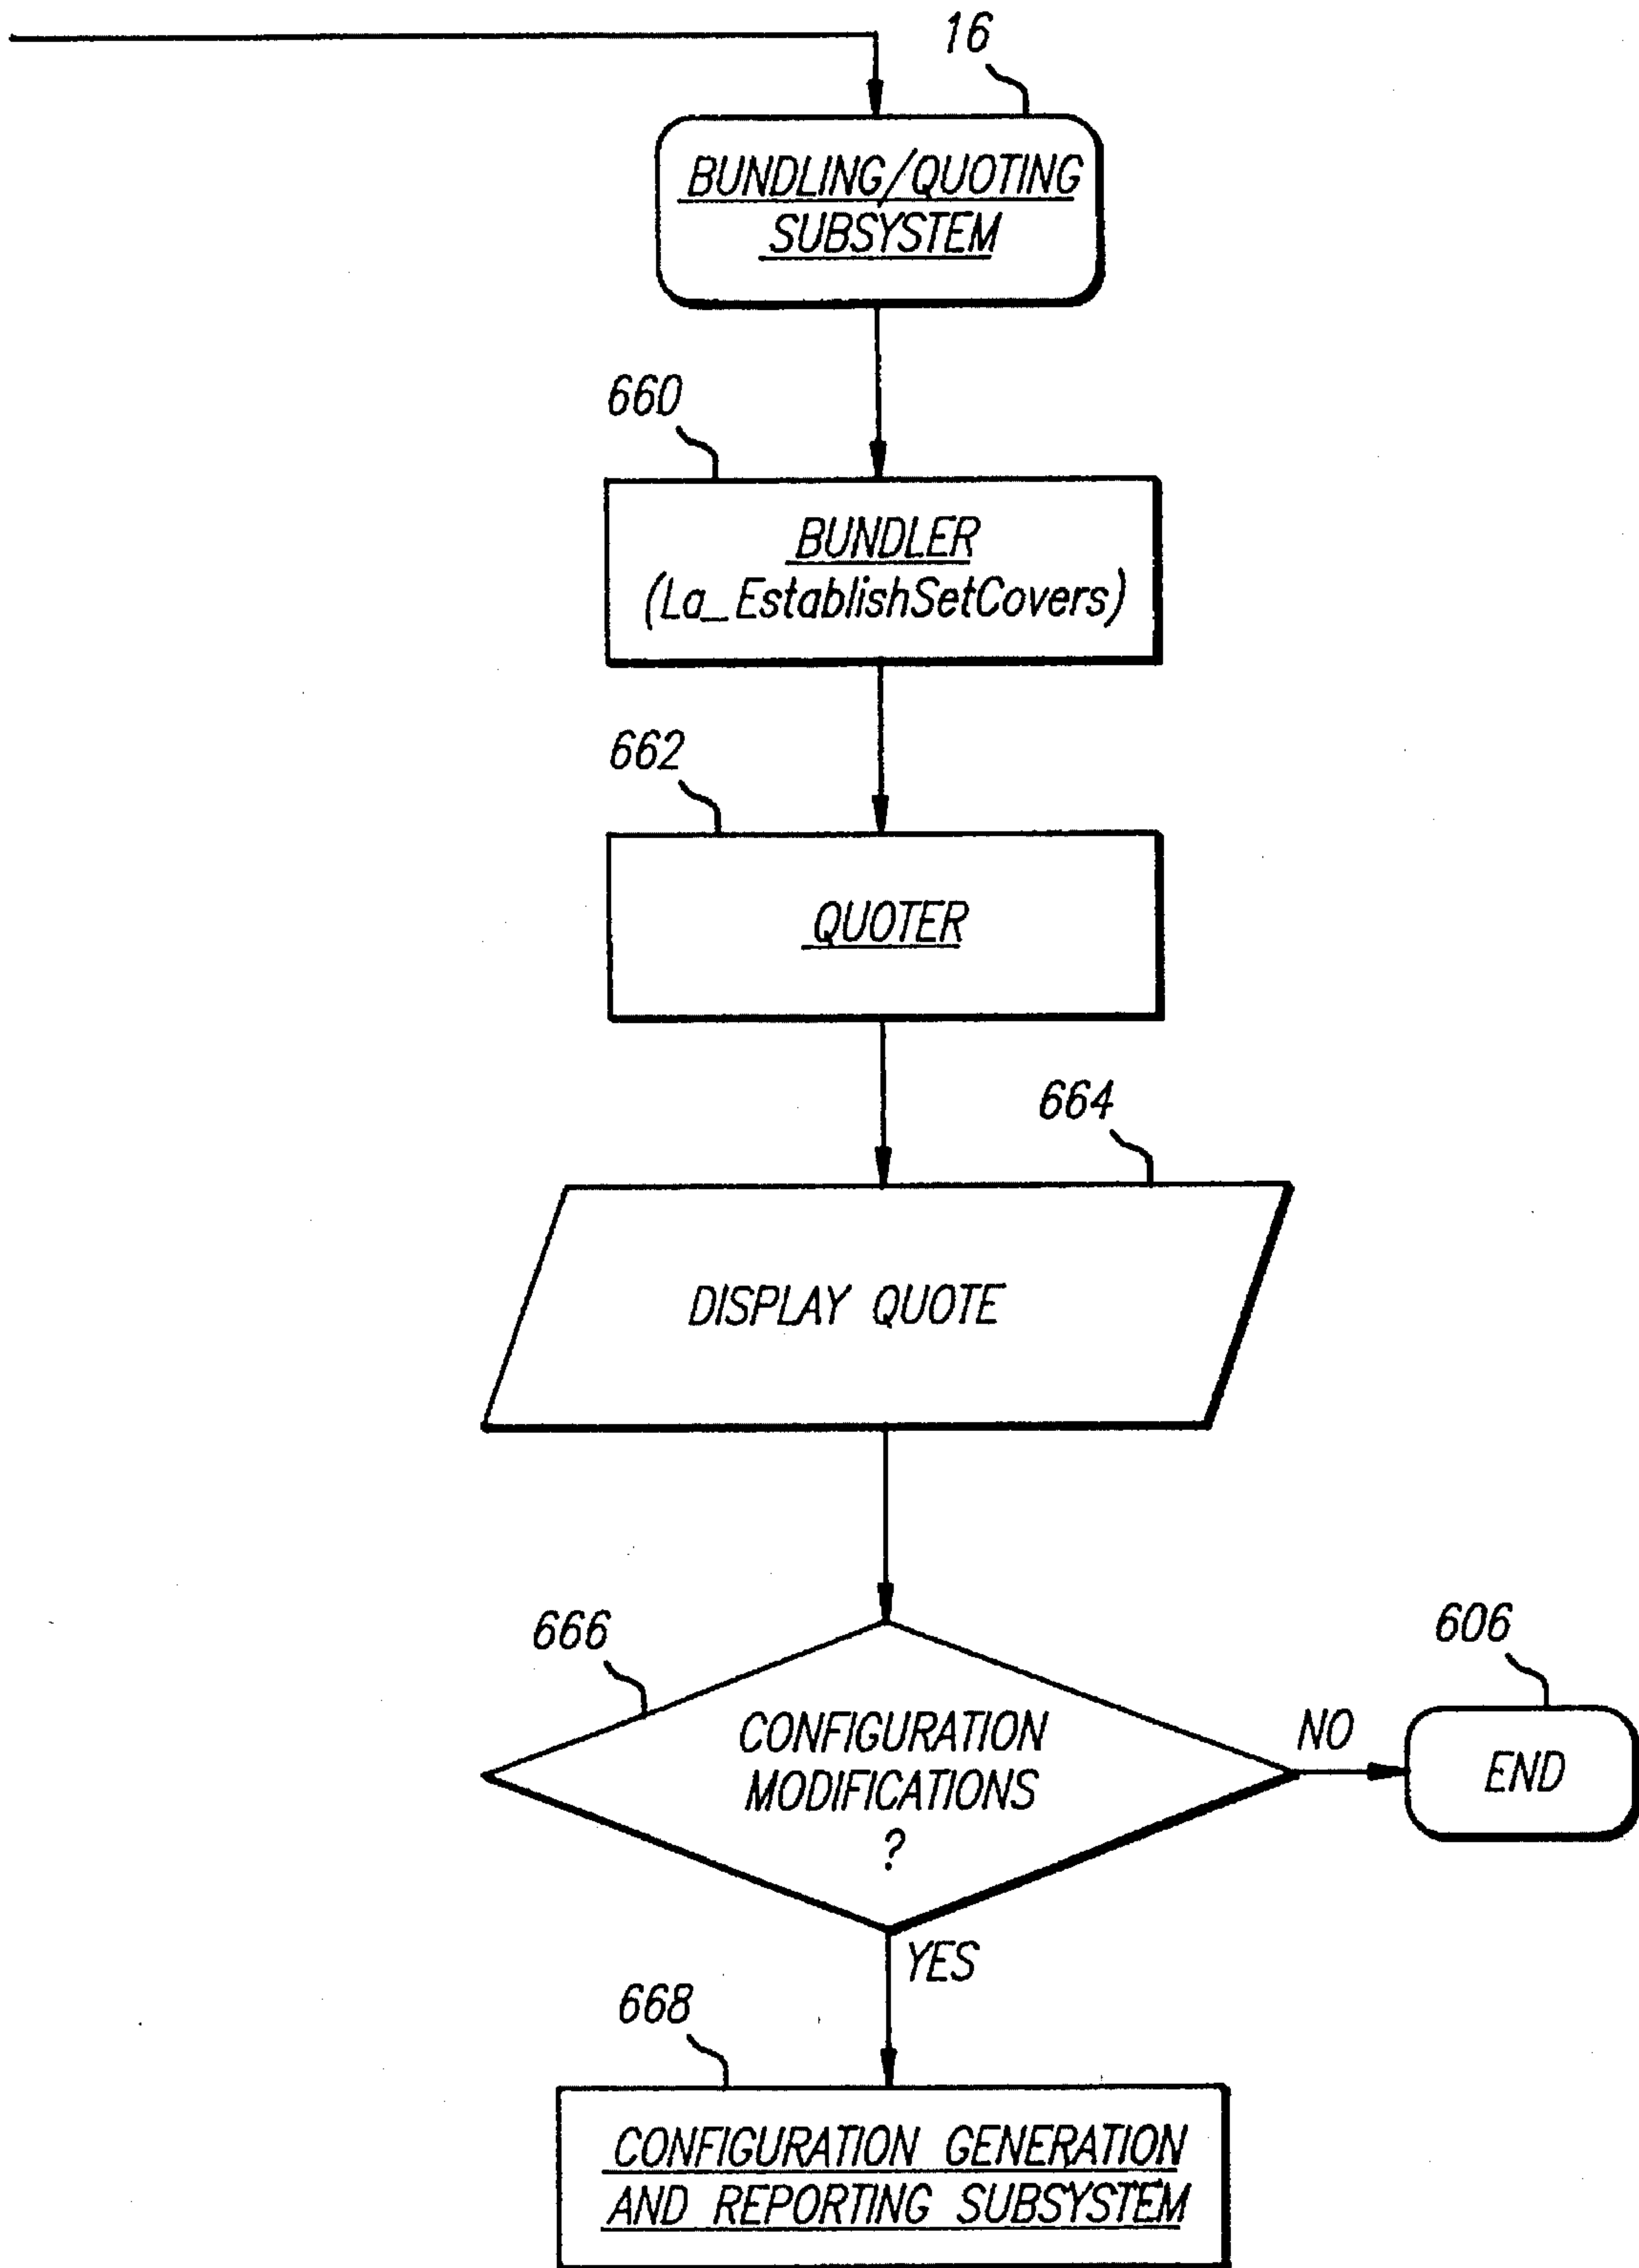 16
BUNDLING/QUOTING
SUBSYSTEM
660
BUNDLER
(La_EstablishSetCovers)
662
QUOTER
664
DISPLAY QUOTE
666
606
CONFIGURATION
MODIFICATIONS
?
NO
END
YES
668
CONFIGURATION GENERATION
AND REPORTING SUBSYSTEM